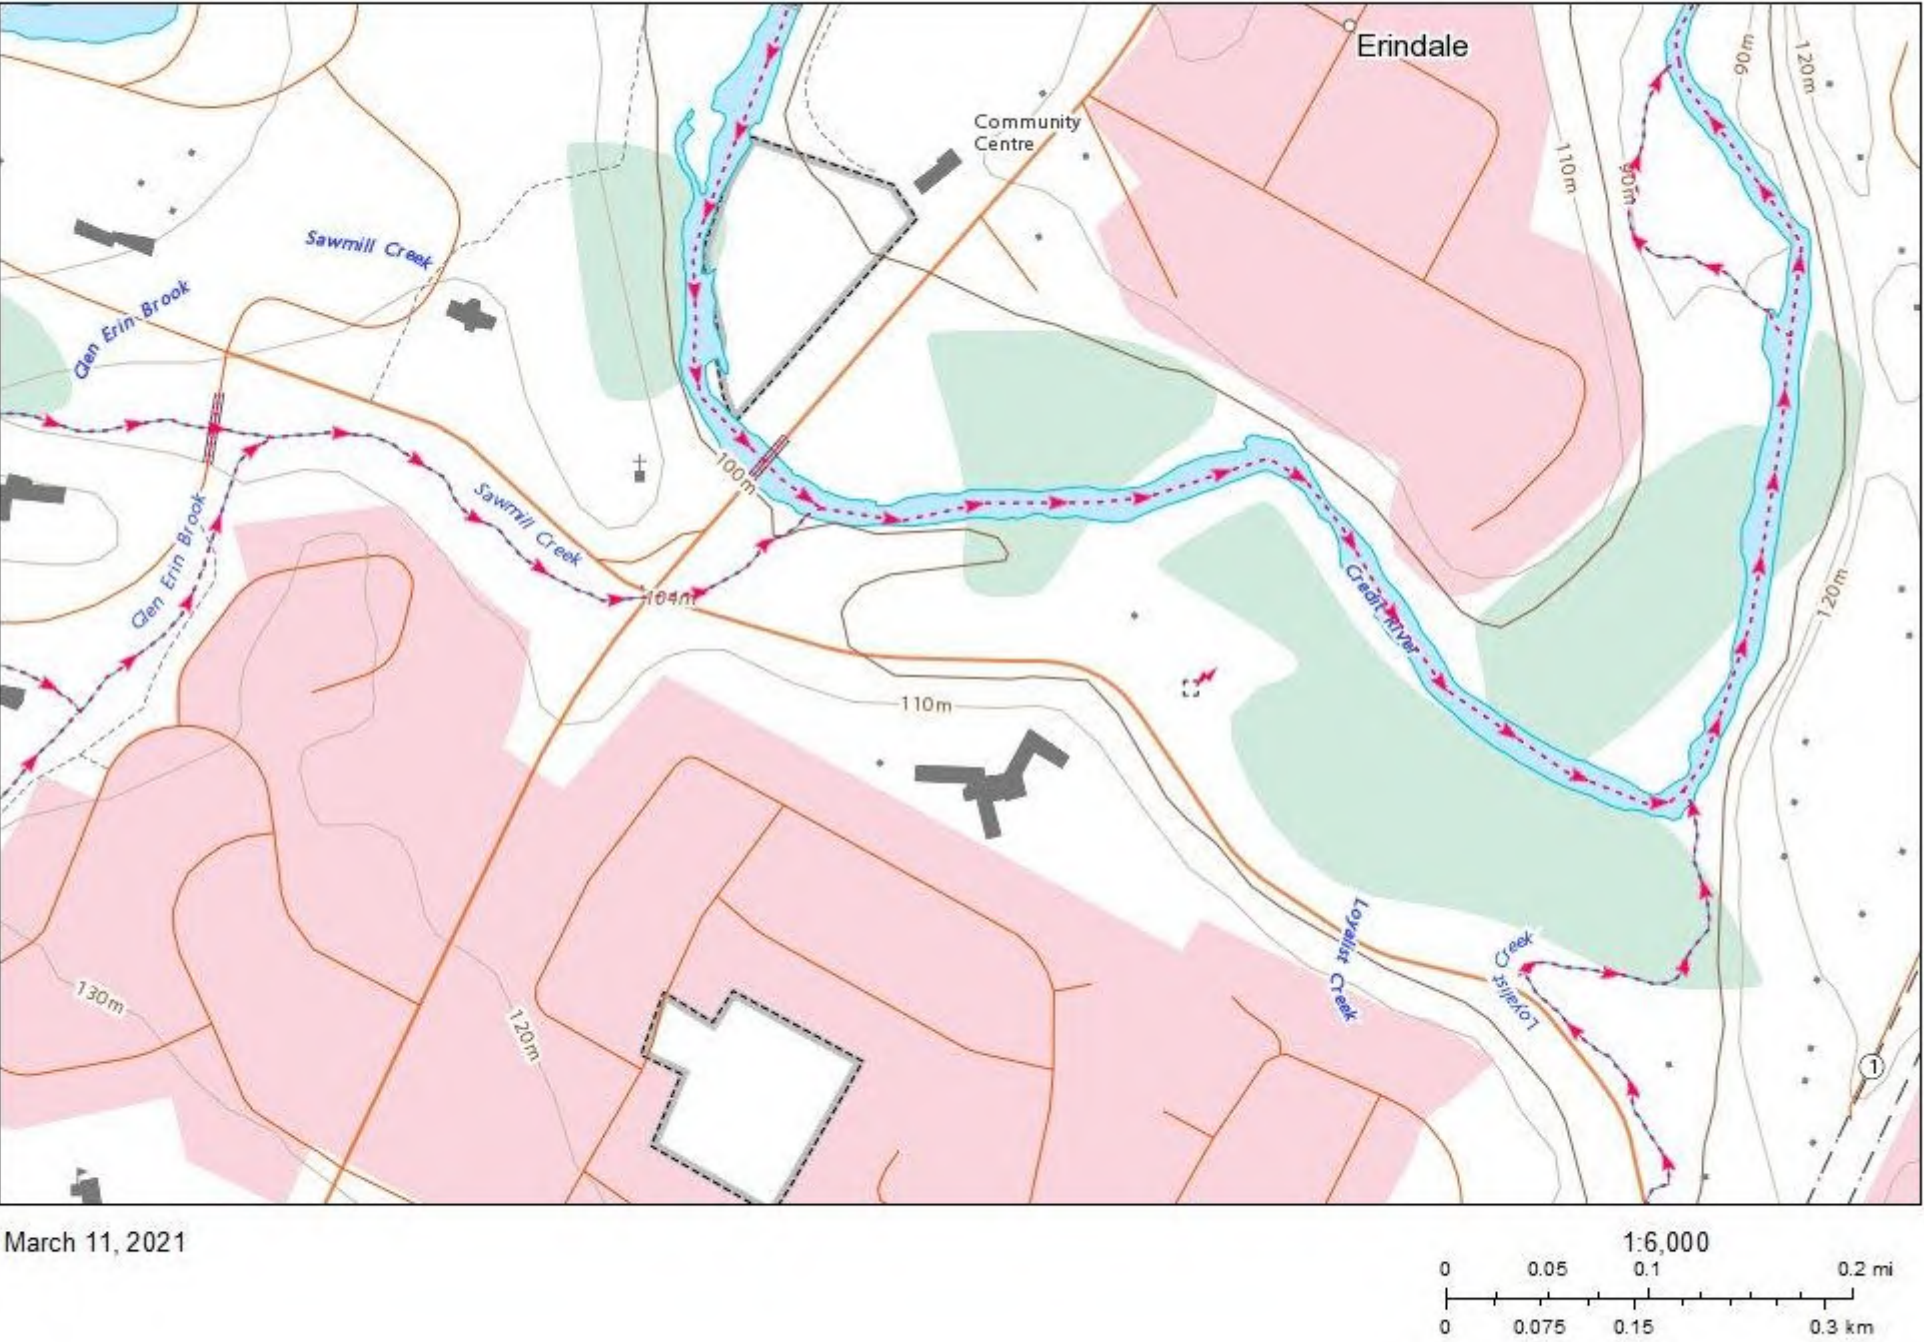 Erindale
90m
120m
Community
Centre
110m
90m
Sawmill Creek
Glen Erin Brook
100m
Sawmill Creek
Glen Erin Brook
104m
Credit River
120m
110m
Loyalist Creek
Loyalist Creek
130m
120m
1
March 11, 2021
1:6,000
0 0.05 0.1 0.2 mi
0 0.075 0.15 0.3 km